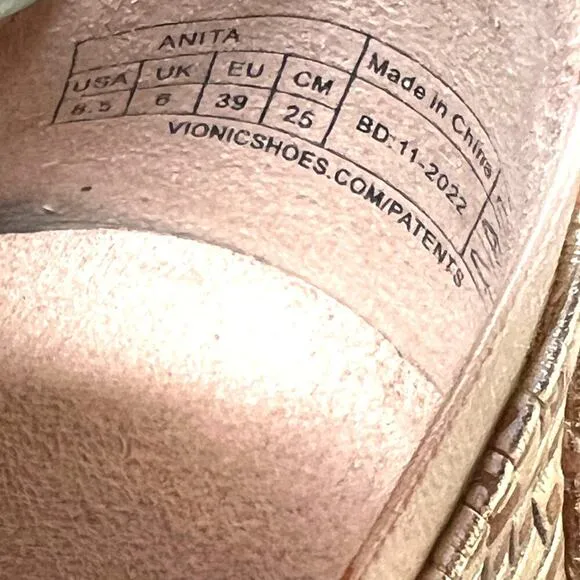 ANITA
Made in China
USA UK EU CM
8.5 6 39 25
BD: 11-2022
VIONICSHOES.COM/PATENTS